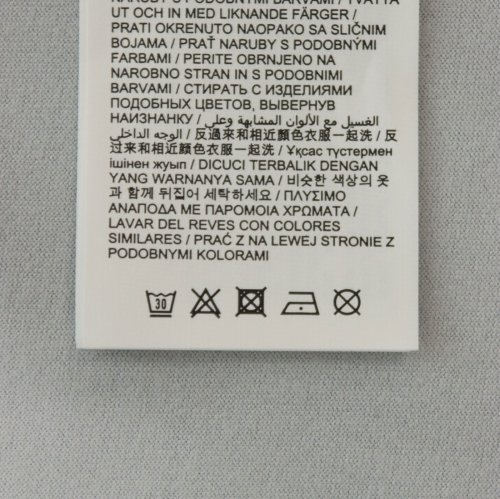 NARUBY S PODOBNÝMI BARVAMI / TVÄTTA
UT OCH IN MED LIKNANDE FÄRGER /
PRATI OKRENUTO NAOPAKO SA SLIČNIM
BOJAMA / PRAŤ NARUBY S PODOBNÝMI
FARBAMI / PERITE OBRNJENO NA
NAROBNO STRAN IN S PODOBNIMI
BARVAMI / СТИРАТЬ С ИЗДЕЛИЯМИ
ПОДОБНЫХ ЦВЕТОВ, ВЫВЕРНУВ
НАИЗНАНКУ / الغسيل مع الألوان المشابهة وعلى
الوجه الداخلي / 反過來和相近顏色衣服一起洗 / 反
过来和相近颜色衣服一起洗 / Ұқсас түстермен
ішінен жуып / DICUCI TERBALIK DENGAN
YANG WARNANYA SAMA / 비슷한 색상의 옷
과 함께 뒤집어 세탁하세요 / ΠΛΥΣΙΜΟ
ΑΝΑΠΟΔΑ ΜΕ ΠΑΡΟΜΟΙΑ ΧΡΩΜΑΤΑ /
LAVAR DEL REVES CON COLORES
SIMILARES / PRAĆ Z NA LEWEJ STRONIE Z
PODOBNYMI KOLORAMI
30